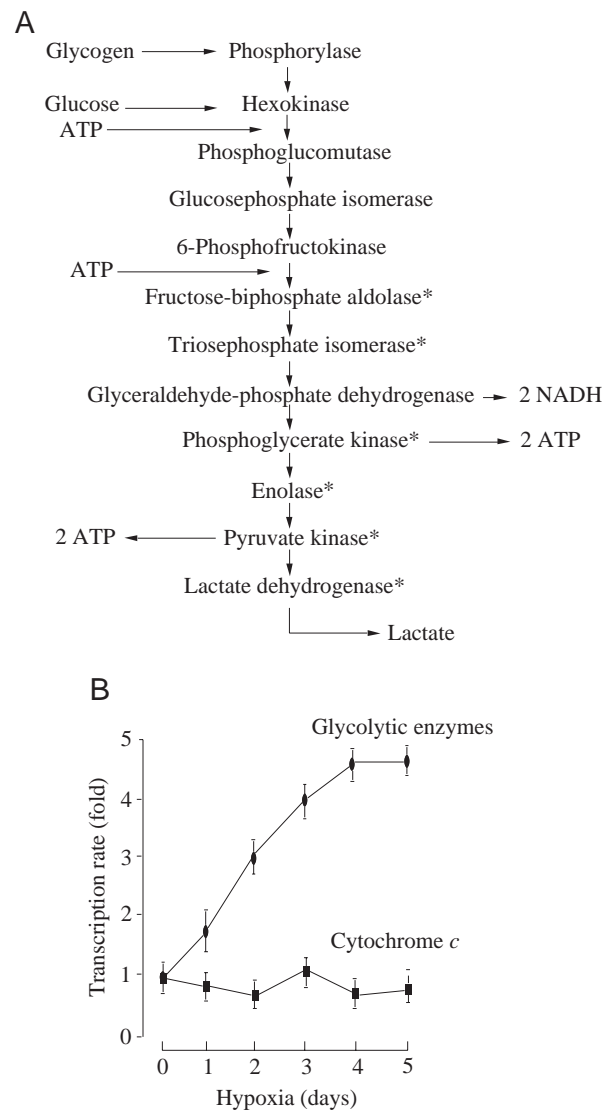 A
Glycogen Phosphorylase
Glucose Hexokinase
ATP
Phosphoglucomutase
Glucosephosphate isomerase
6-Phosphofructokinase
ATP
Fructose-biphosphate aldolase*
Triosephosphate isomerase*
Glyceraldehyde-phosphate dehydrogenase 2 NADH
Phosphoglycerate kinase* 2 ATP
Enolase*
2 ATP Pyruvate kinase*
Lactate dehydrogenase*
Lactate
B
Glycolytic enzymes
5
4
3
2
1
0
Transcription rate (fold)
Cytochrome c
0 1 2 3 4 5
Hypoxia (days)